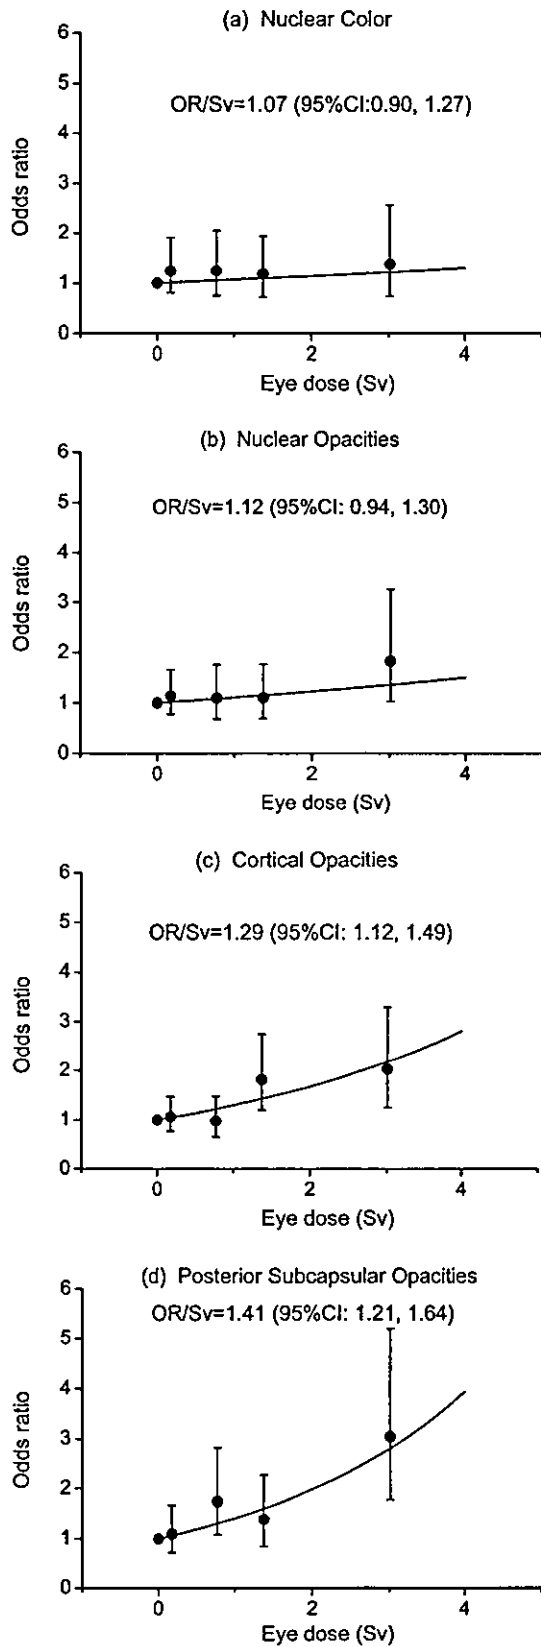 (a) Nuclear Color
6
5
4
3
2
1
0
OR/Sv=1.07 (95%CI:0.90, 1.27)
Odds ratio
0
2
4
Eye dose (Sv)
(b) Nuclear Opacities
6
5
4
3
2
1
0
OR/Sv=1.12 (95%CI: 0.94, 1.30)
Odds ratio
0
2
4
Eye dose (Sv)
(c) Cortical Opacities
6
5
4
3
2
1
0
OR/Sv=1.29 (95%CI: 1.12, 1.49)
Odds ratio
0
2
4
Eye dose (Sv)
(d) Posterior Subcapsular Opacities
OR/Sv=1.41 (95%CI: 1.21, 1.64)
6
5
4
3
2
1
0
Odds ratio
0
2
4
Eye dose (Sv)